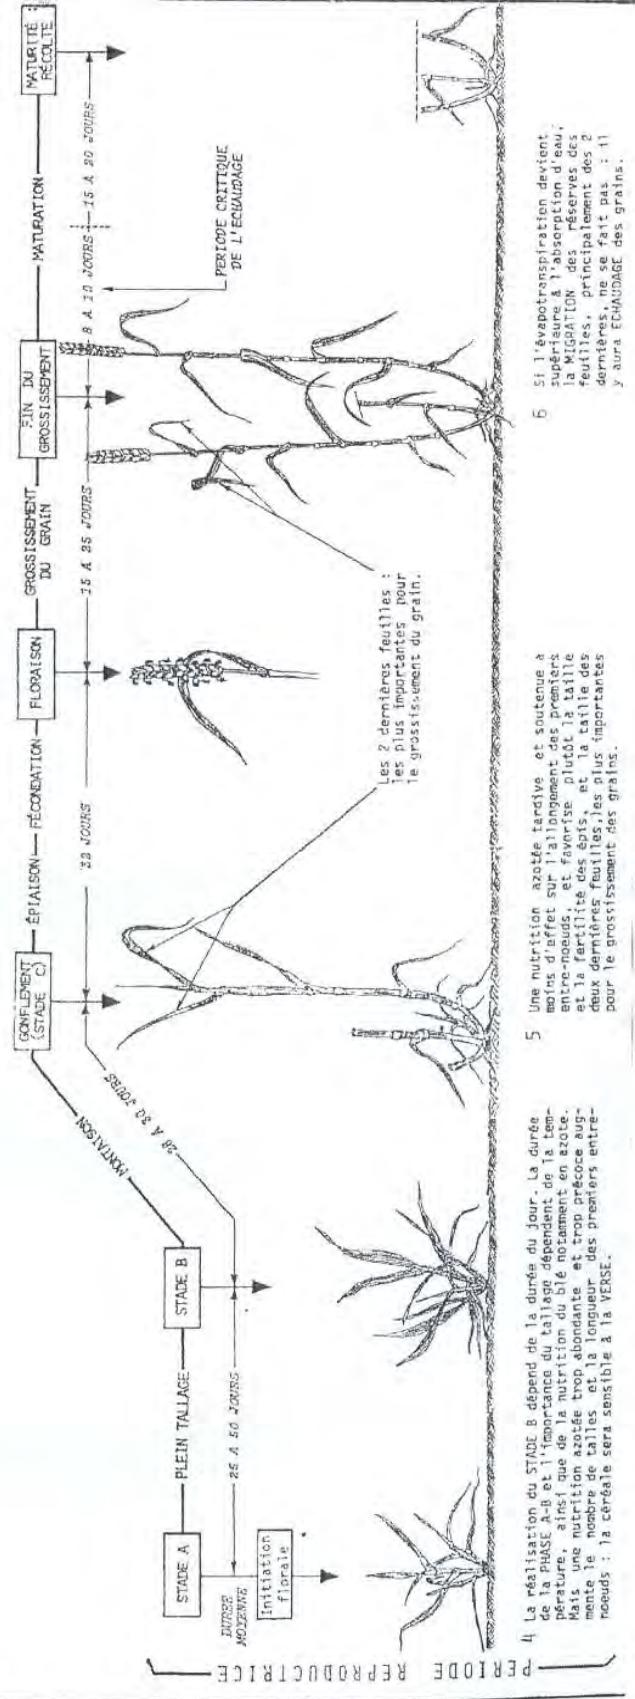 PERIODE REPRODUCTRICE
STADE A
PLEIN TALLAGE
STADE B
MONTAISON
GONFLEMENT
(STADE C)
ÉPIAISON
FÉCONDATION
FLORAISON
GROSSISSEMENT
DU GRAIN
FIN DU
GROSSISSEMENT
MATURATION
MATURITÉ :
RÉCOLTE
DURÉE
MOYENNE
25 A 50 JOURS
28 A 30 JOURS
32 JOURS
15 A 25 JOURS
8 A 10 JOURS
15 A 20 JOURS
Initiation
florale
PERIODE CRITIQUE
DE L'ECHAUDAGE
Les 2 dernières feuilles :
les plus importantes pour
le grossissement du grain.
4 La réalisation du STADE B dépend de la durée du jour. La durée
de la PHASE A-B et l'importance du tallage dépendent de la tem-
pérature, ainsi que de la nutrition du blé notamment en azote.
Mais une nutrition azotée trop abondante et trop précoce aug-
mente le nombre de talles et la longueur des premiers entre-
noeuds : la céréale sera sensible à la VERSE.
5 Une nutrition azotée tardive et soutenue a
moins d'effet sur l'allongement des premiers
entre-noeuds, et favorise plutôt la taille
et la fertilité des épis, et la taille des
deux dernières feuilles,les plus importantes
pour le grossissement des grains.
6 Si l'évapotranspiration devient
supérieure à l'absorption d'eau,
la MIGRATION des réserves des
feuilles, principalement des 2
dernières, ne se fait pas : il
y aura ECHAUDAGE des grains.